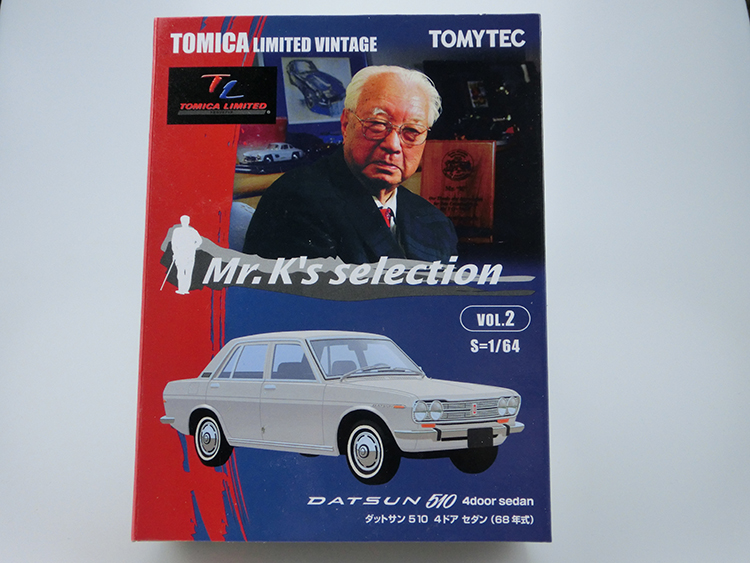 TOMICA LIMITED VINTAGE
TOMYTEC
TL
TOMICA LIMITED
Mr. K's selection
VOL.2
S=1/64
DATSUN 510 4door sedan
ダットサン 510 4ドア セダン (68年式)